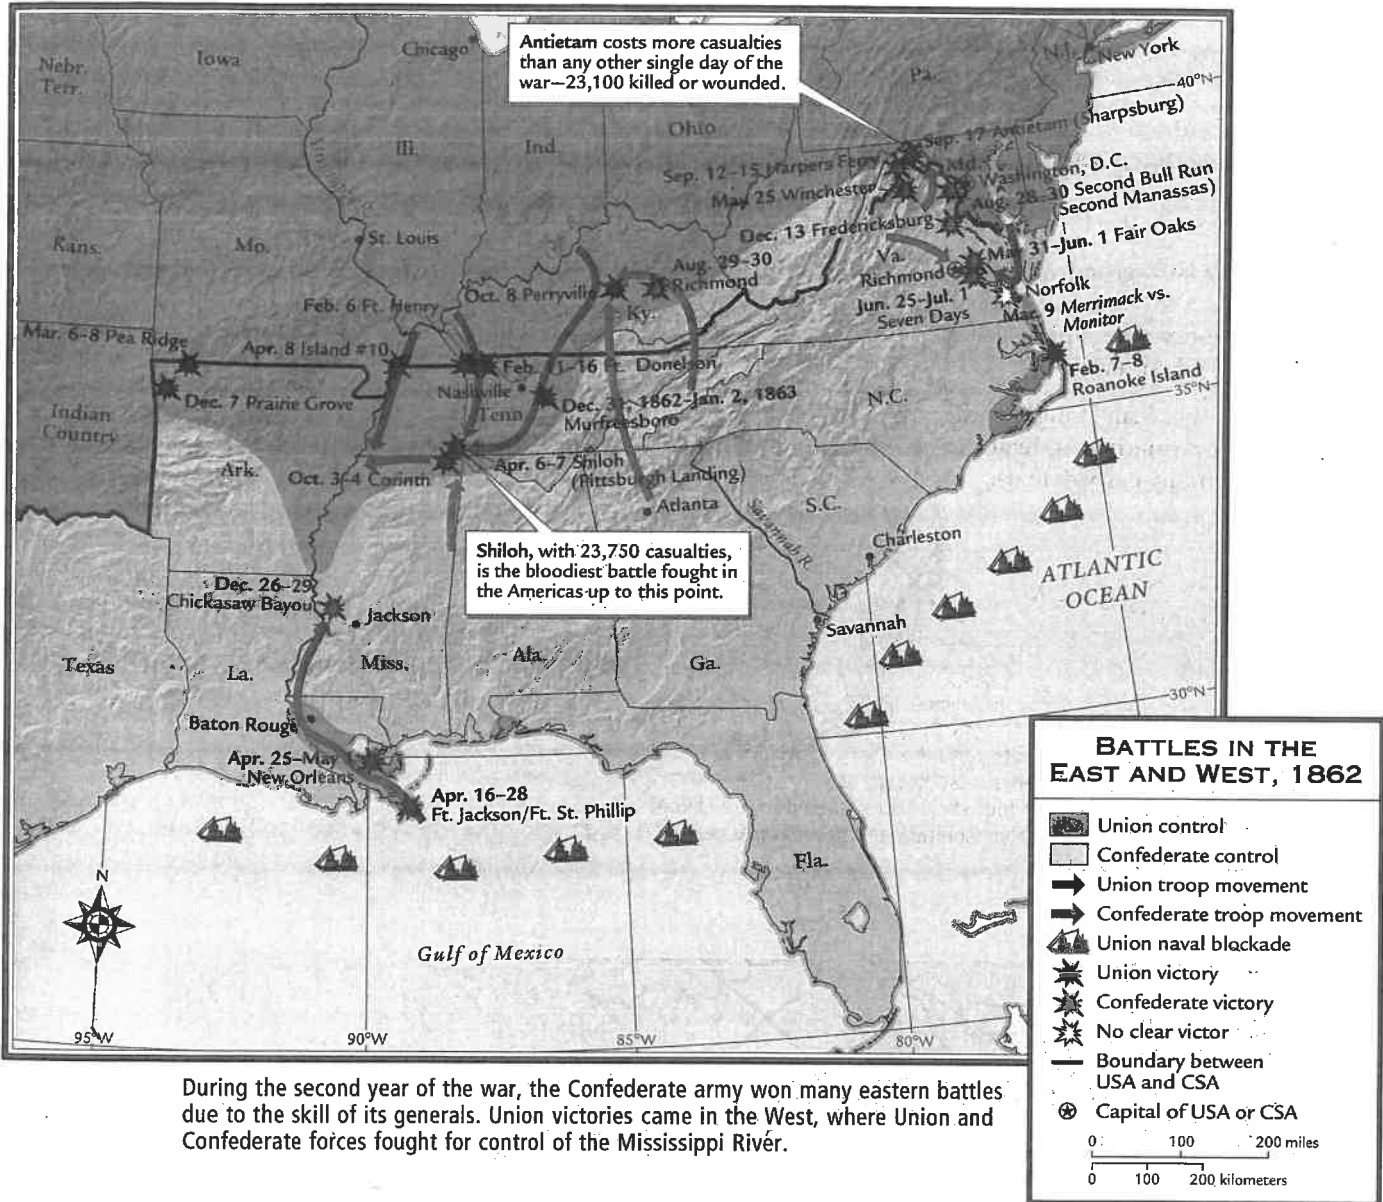 Antietam costs more casualties
than any other single day of the
war—23,100 killed or wounded.
Chicago
Iowa
Nebr.
Terr.
N.J.
New York
Pa.
40°N
Ohio
Ill.
Ind.
Sep. 17 Antietam (Sharpsburg)
Sep. 12–15 Harpers Ferry
Md.
Washington, D.C.
May 25 Winchester
Aug. 28–30 Second Bull Run
(Second Manassas)
Dec. 13 Fredericksburg
Kans.
Mo.
St. Louis
Va.
May 31–Jun. 1 Fair Oaks
Richmond
Aug. 29–30
Richmond
Oct. 8 Perryville
Ky.
Norfolk
Jun. 25–Jul. 1
Seven Days
Mar. 9 Merrimack vs.
Monitor
Feb. 6 Ft. Henry
Mar. 6–8 Pea Ridge
Apr. 8 Island #10
Feb. 11–16 Ft. Donelson
Feb. 7–8
Roanoke Island
35°N
Nashville
Tenn
Dec. 31, 1862–Jan. 2, 1863
Murfreesboro
N.C.
Dec. 7 Prairie Grove
Indian
Country
Ark.
Oct. 3–4 Corinth
Apr. 6–7 Shiloh
(Pittsburgh Landing)
Atlanta
S.C.
Savannah R.
Charleston
Shiloh, with 23,750 casualties,
is the bloodiest battle fought in
the Americas up to this point.
ATLANTIC
OCEAN
Dec. 26–29
Chickasaw Bayou
Jackson
Savannah
Texas
La.
Miss.
Ala.
Ga.
30°N
Baton Rouge
Apr. 25–May
New Orleans
Apr. 16–28
Ft. Jackson/Ft. St. Phillip
Fla.
N
Gulf of Mexico
95°W
90°W
85°W
80°W
BATTLES IN THE
EAST AND WEST, 1862
Union control
Confederate control
Union troop movement
Confederate troop movement
Union naval blockade
Union victory
Confederate victory
No clear victor
Boundary between
USA and CSA
Capital of USA or CSA
0 100 200 miles
0 100 200 kilometers
During the second year of the war, the Confederate army won many eastern battles
due to the skill of its generals. Union victories came in the West, where Union and
Confederate forces fought for control of the Mississippi River.